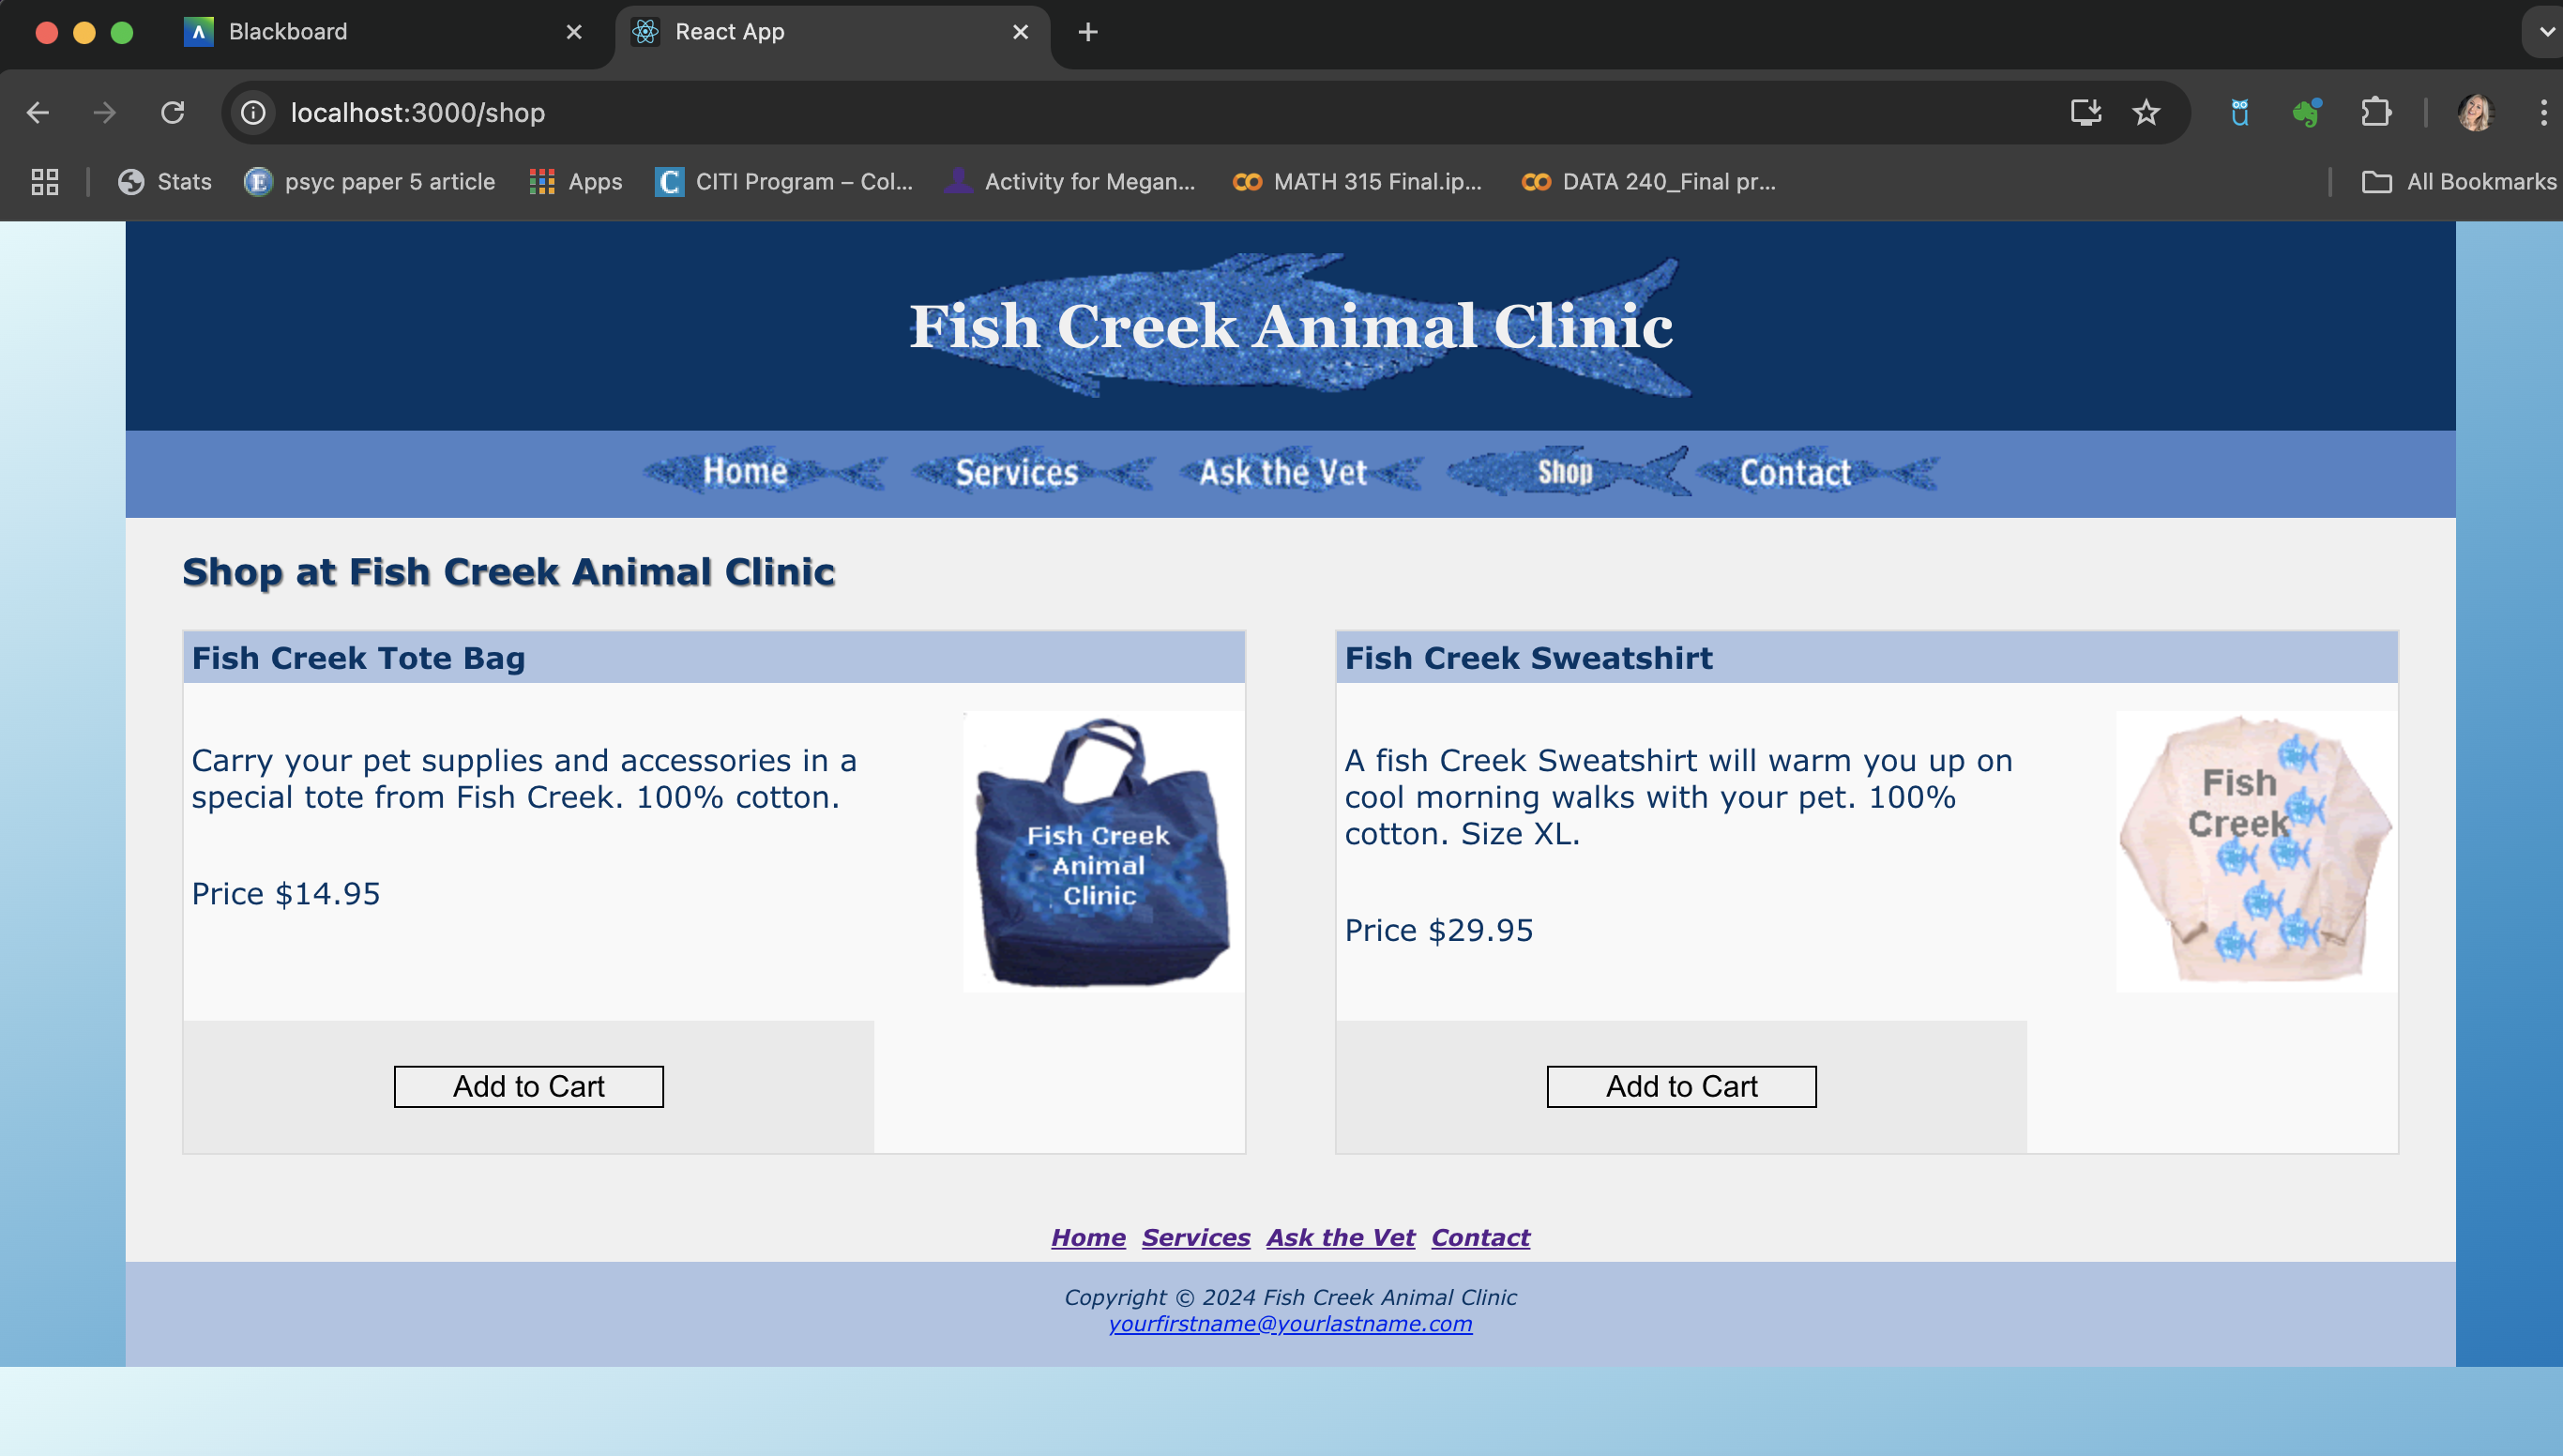 Blackboard
React App
localhost:3000/shop
Stats
psyc paper 5 article
Apps
CITI Program – Col...
Activity for Megan...
MATH 315 Final.ip...
DATA 240_Final pr...
All Bookmarks
Fish Creek Animal Clinic
Home
Services
Ask the Vet
Shop
Contact
Shop at Fish Creek Animal Clinic
Fish Creek Tote Bag
Carry your pet supplies and accessories in a
special tote from Fish Creek. 100% cotton.
Price $14.95
Fish Creek
Animal
Clinic
Add to Cart
Fish Creek Sweatshirt
A fish Creek Sweatshirt will warm you up on
cool morning walks with your pet. 100%
cotton. Size XL.
Price $29.95
Fish
Creek
Add to Cart
Home Services Ask the Vet Contact
Copyright © 2024 Fish Creek Animal Clinic
yourfirstname@yourlastname.com